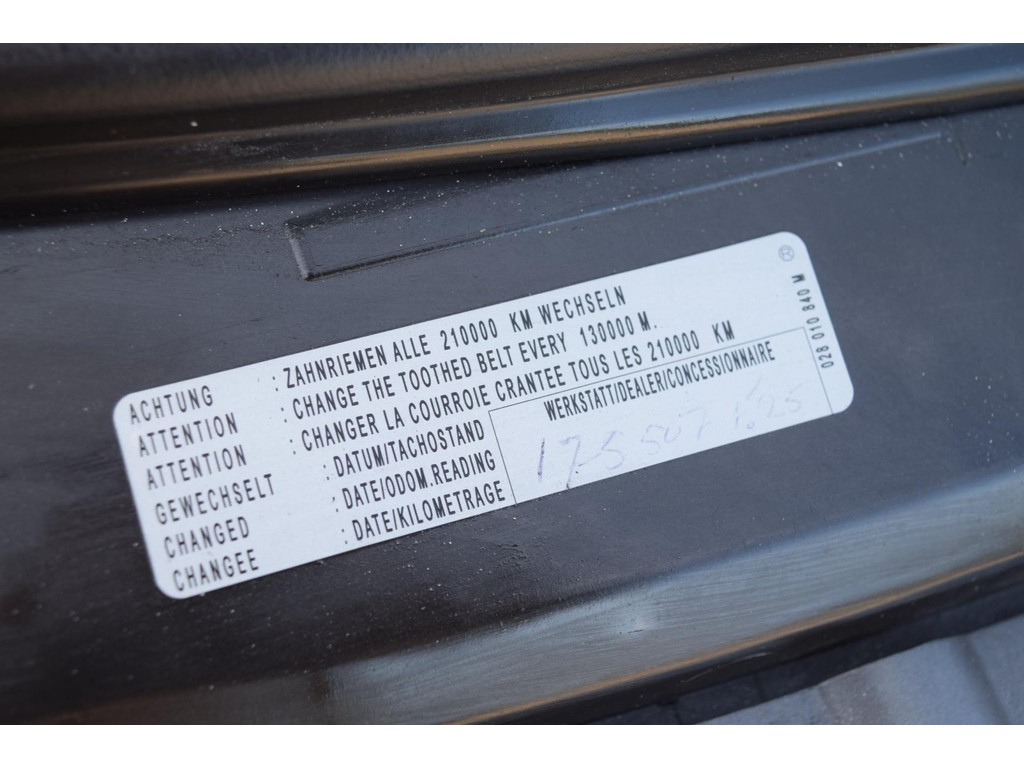 ACHTUNG : ZAHNRIEMEN ALLE 210000 KM WECHSELN
ATTENTION : CHANGE THE TOOTHED BELT EVERY 130000 M.
ATTENTION : CHANGER LA COURROIE CRANTEE TOUS LES 210000 KM
GEWECHSELT : DATUM/TACHOSTAND
CHANGED : DATE/ODOM.READING
CHANGEE : DATE/KILOMETRAGE
WERKSTATT/DEALER/CONCESSIONNAIRE
028 010 840 M